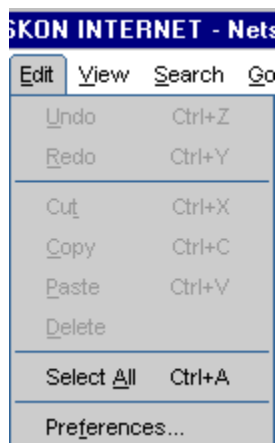 SKON INTERNET - Nets
Edit View Search Go
Undo Ctrl+Z
Redo Ctrl+Y
Cut Ctrl+X
Copy Ctrl+C
Paste Ctrl+V
Delete
Select All Ctrl+A
Preferences...